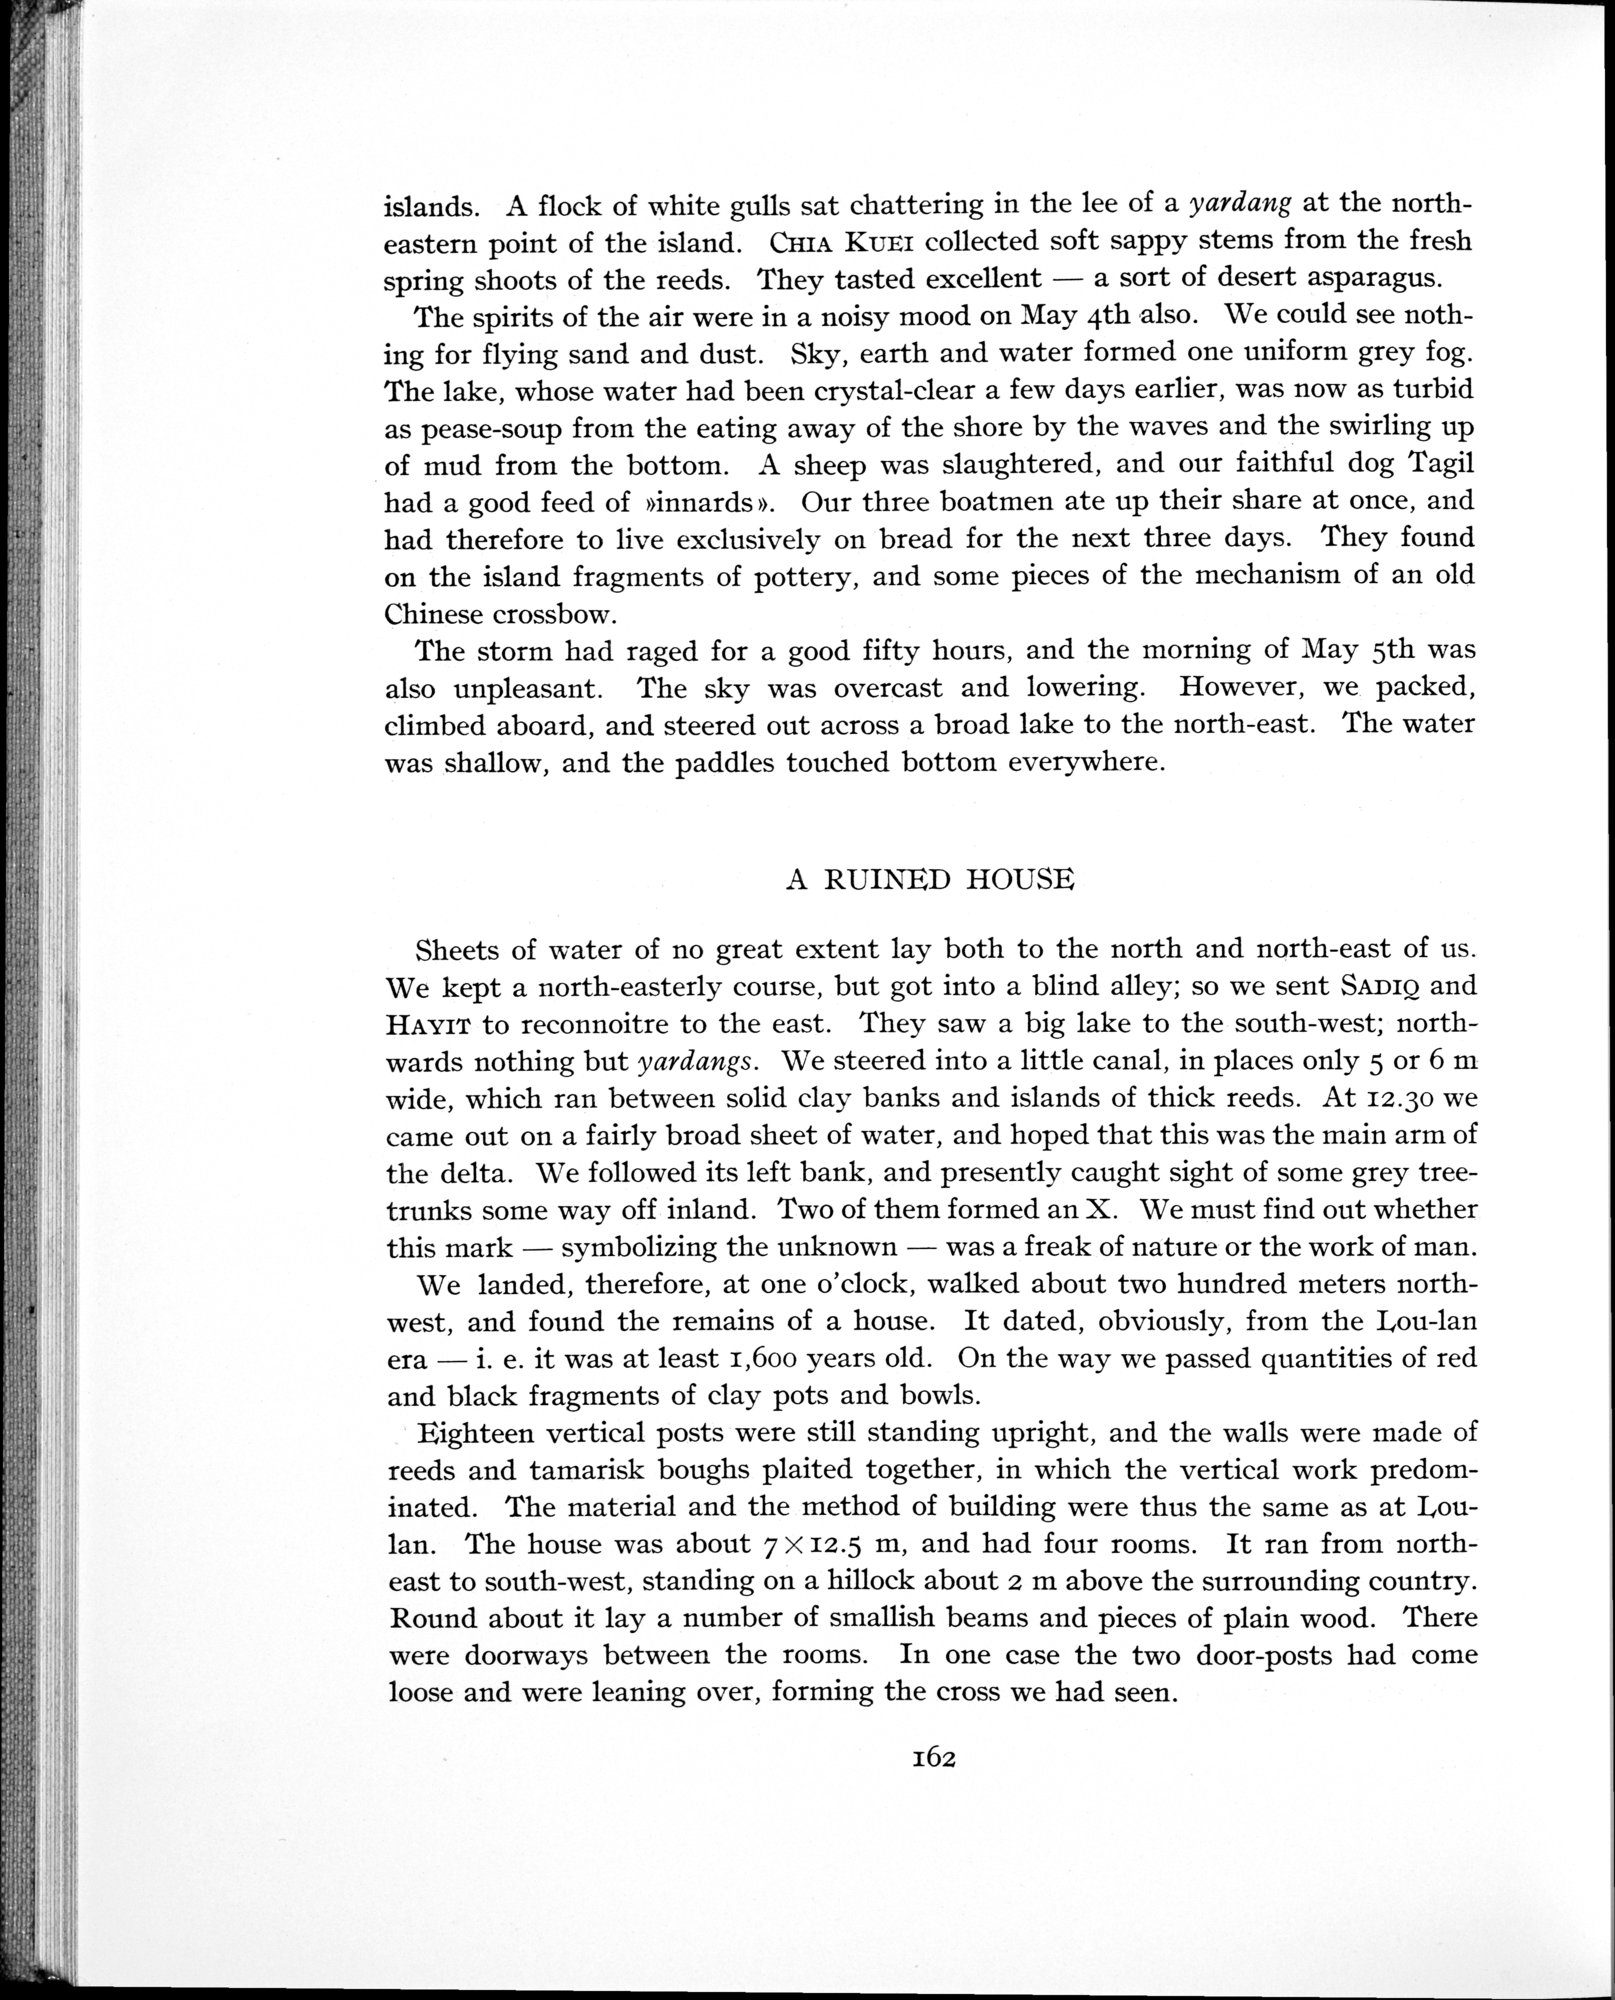 islands. A flock of white gulls sat chattering in the lee of a yardang at the north-
eastern point of the island. CHIA KUEI collected soft sappy stems from the fresh
spring shoots of the reeds. They tasted excellent — a sort of desert asparagus.
The spirits of the air were in a noisy mood on May 4th also. We could see noth-
ing for flying sand and dust. Sky, earth and water formed one uniform grey fog.
The lake, whose water had been crystal-clear a few days earlier, was now as turbid
as pease-soup from the eating away of the shore by the waves and the swirling up
of mud from the bottom. A sheep was slaughtered, and our faithful dog Tagil
had a good feed of »innards». Our three boatmen ate up their share at once, and
had therefore to live exclusively on bread for the next three days. They found
on the island fragments of pottery, and some pieces of the mechanism of an old
Chinese crossbow.
The storm had raged for a good fifty hours, and the morning of May 5th was
also unpleasant. The sky was overcast and lowering. However, we packed,
climbed aboard, and steered out across a broad lake to the north-east. The water
was shallow, and the paddles touched bottom everywhere.
A RUINED HOUSE
Sheets of water of no great extent lay both to the north and north-east of us.
We kept a north-easterly course, but got into a blind alley; so we sent SADIQ and
HAYIT to reconnoitre to the east. They saw a big lake to the south-west; north-
wards nothing but yardangs. We steered into a little canal, in places only 5 or 6 m
wide, which ran between solid clay banks and islands of thick reeds. At 12.30 we
came out on a fairly broad sheet of water, and hoped that this was the main arm of
the delta. We followed its left bank, and presently caught sight of some grey tree-
trunks some way off inland. Two of them formed an X. We must find out whether
this mark — symbolizing the unknown — was a freak of nature or the work of man.
We landed, therefore, at one o'clock, walked about two hundred meters north-
west, and found the remains of a house. It dated, obviously, from the Lou-lan
era — i. e. it was at least 1,600 years old. On the way we passed quantities of red
and black fragments of clay pots and bowls.
Eighteen vertical posts were still standing upright, and the walls were made of
reeds and tamarisk boughs plaited together, in which the vertical work predom-
inated. The material and the method of building were thus the same as at Lou-
lan. The house was about 7 × 12.5 m, and had four rooms. It ran from north-
east to south-west, standing on a hillock about 2 m above the surrounding country.
Round about it lay a number of smallish beams and pieces of plain wood. There
were doorways between the rooms. In one case the two door-posts had come
loose and were leaning over, forming the cross we had seen.
162